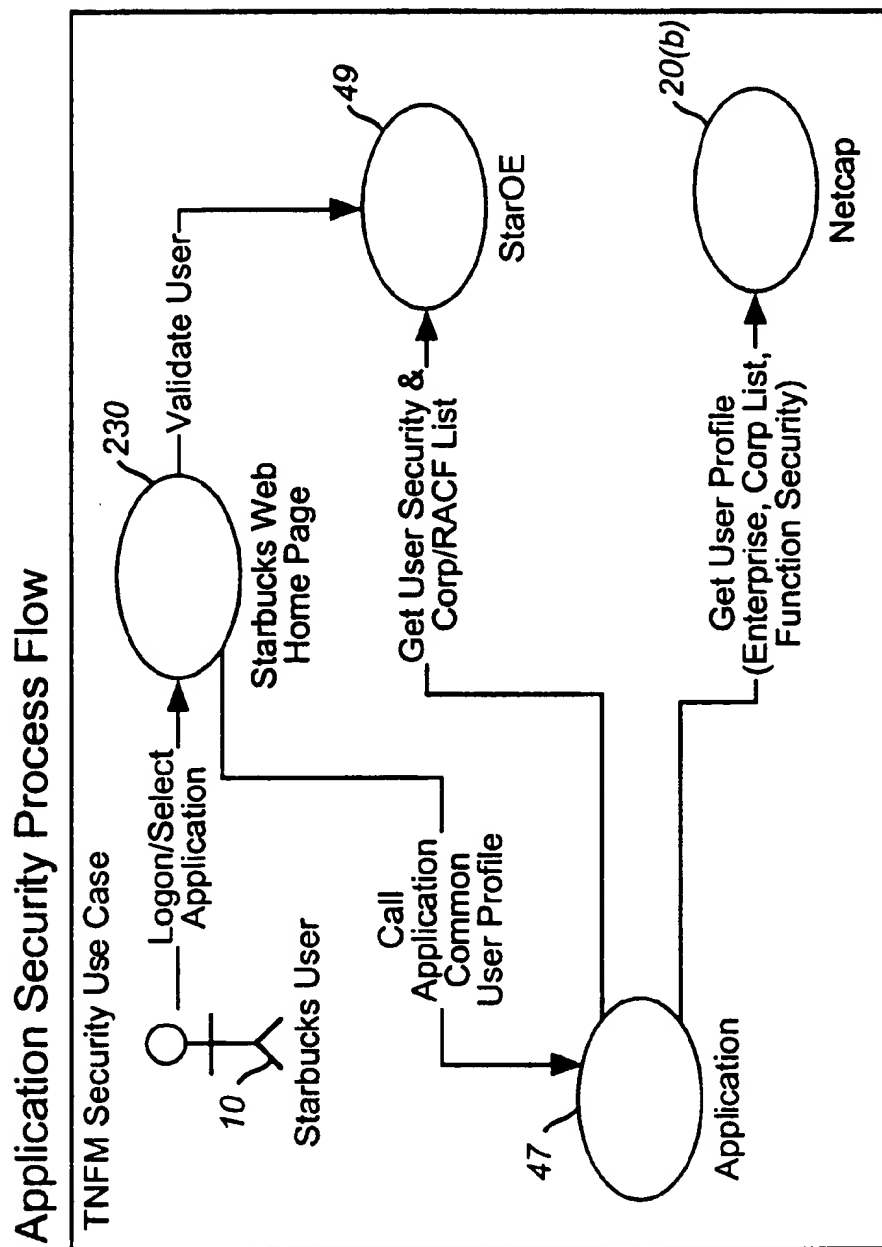 Application Security Process Flow
TNFM Security Use Case
Logon/Select
Application
10
Starbucks User
230
Starbucks Web
Home Page
Validate User
49
StarOE
Call
Application
Common
User Profile
Get User Security &
Corp/RACF List
47
Application
Get User Profile
(Enterprise, Corp List,
Function Security)
20(b)
Netcap